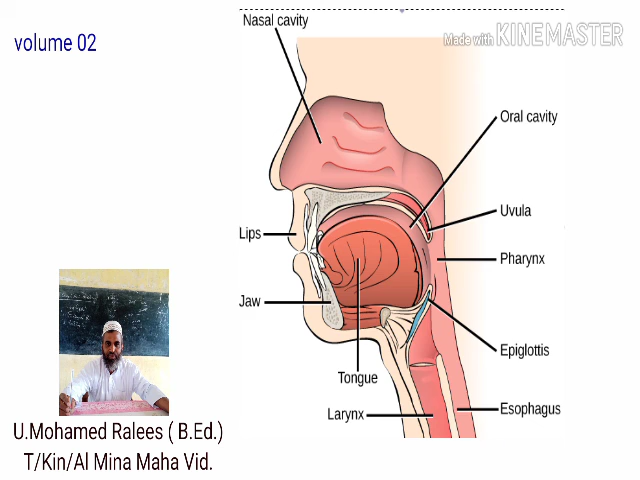 Nasal cavity
Made with KINEMASTER
volume 02
Oral cavity
Uvula
Lips
Pharynx
Jaw
Epiglottis
Tongue
Larynx
Esophagus
U.Mohamed Ralees ( B.Ed.)
T/Kin/Al Mina Maha Vid.